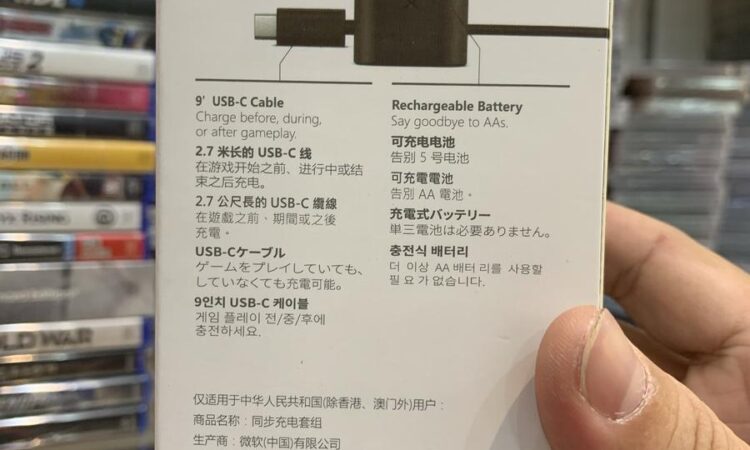 9' USB-C Cable
Charge before, during,
or after gameplay.
2.7 米长的 USB-C 线
在游戏开始之前、进行中或结
束之后充电。
2.7 公尺長的 USB-C 纜線
在遊戲之前、期間或之後
充電。
USB-Cケーブル
ゲームをプレイしていても、
していなくても充電可能。
9인치 USB-C 케이블
게임 플레이 전/중/후에
충전하세요.
Rechargeable Battery
Say goodbye to AAs.
可充电电池
告别 5 号电池
可充電電池
告別 AA 電池。
充電式バッテリー
単三電池は必要ありません。
충전식 배터리
더 이상 AA 배터리를 사용할
필요가 없습니다.
仅适用于中华人民共和国(除香港、澳门外)用户：
商品名称：同步充电套组
生产商：微软(中国)有限公司
OLD WAR